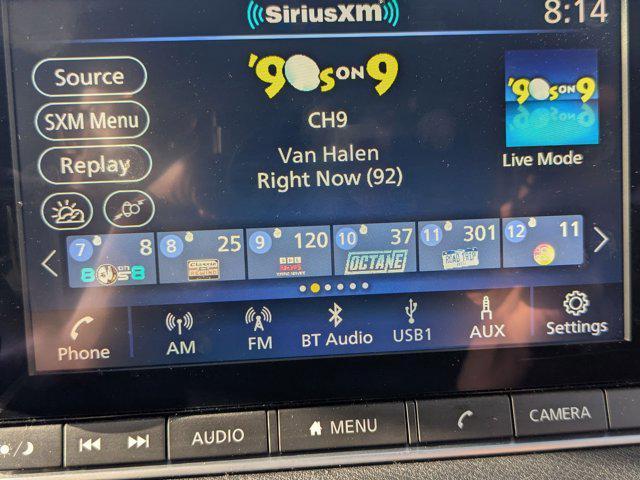 SiriusXM
8:14
Source
'90s ON 9
'90s ON 9
SXM Menu
CH9
Van Halen
Live Mode
Replay
Right Now (92)
7 8
8 25
9 120
10 37
11 301
12 11
OCTANE
ROAD TRIP
Phone
AM
FM
BT Audio
USB1
AUX
Settings
AUDIO
MENU
CAMERA